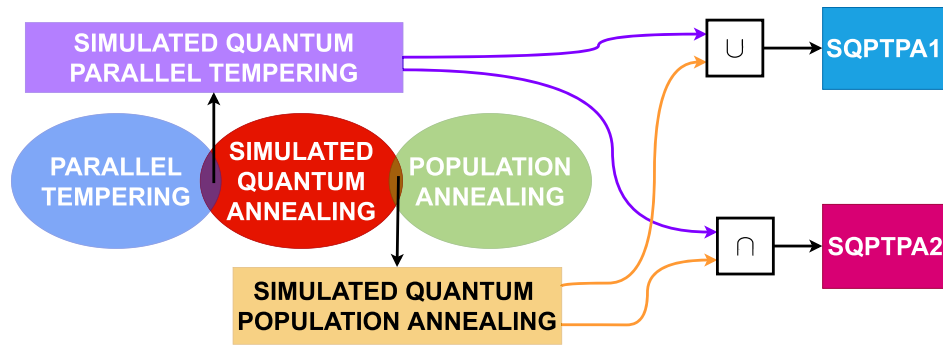 SIMULATED QUANTUM
PARALLEL TEMPERING
∪
SQPTPA1
PARALLEL
TEMPERING
SIMULATED
QUANTUM
ANNEALING
POPULATION
ANNEALING
∩
SQPTPA2
SIMULATED QUANTUM
POPULATION ANNEALING